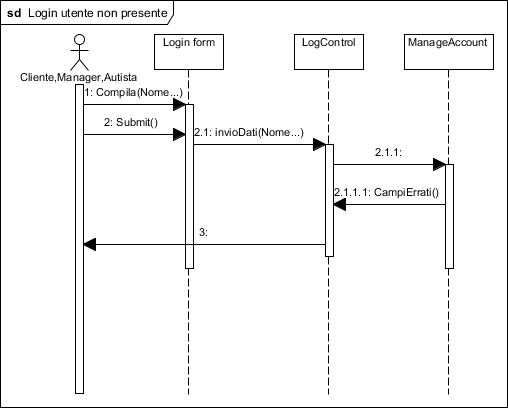 sd Login utente non presente
Login form
LogControl
ManageAccount
Cliente,Manager,Autista
1: Compila(Nome...)
2: Submit()
2.1: invioDati(Nome...)
2.1.1:
2.1.1.1: CampiErrati()
3: